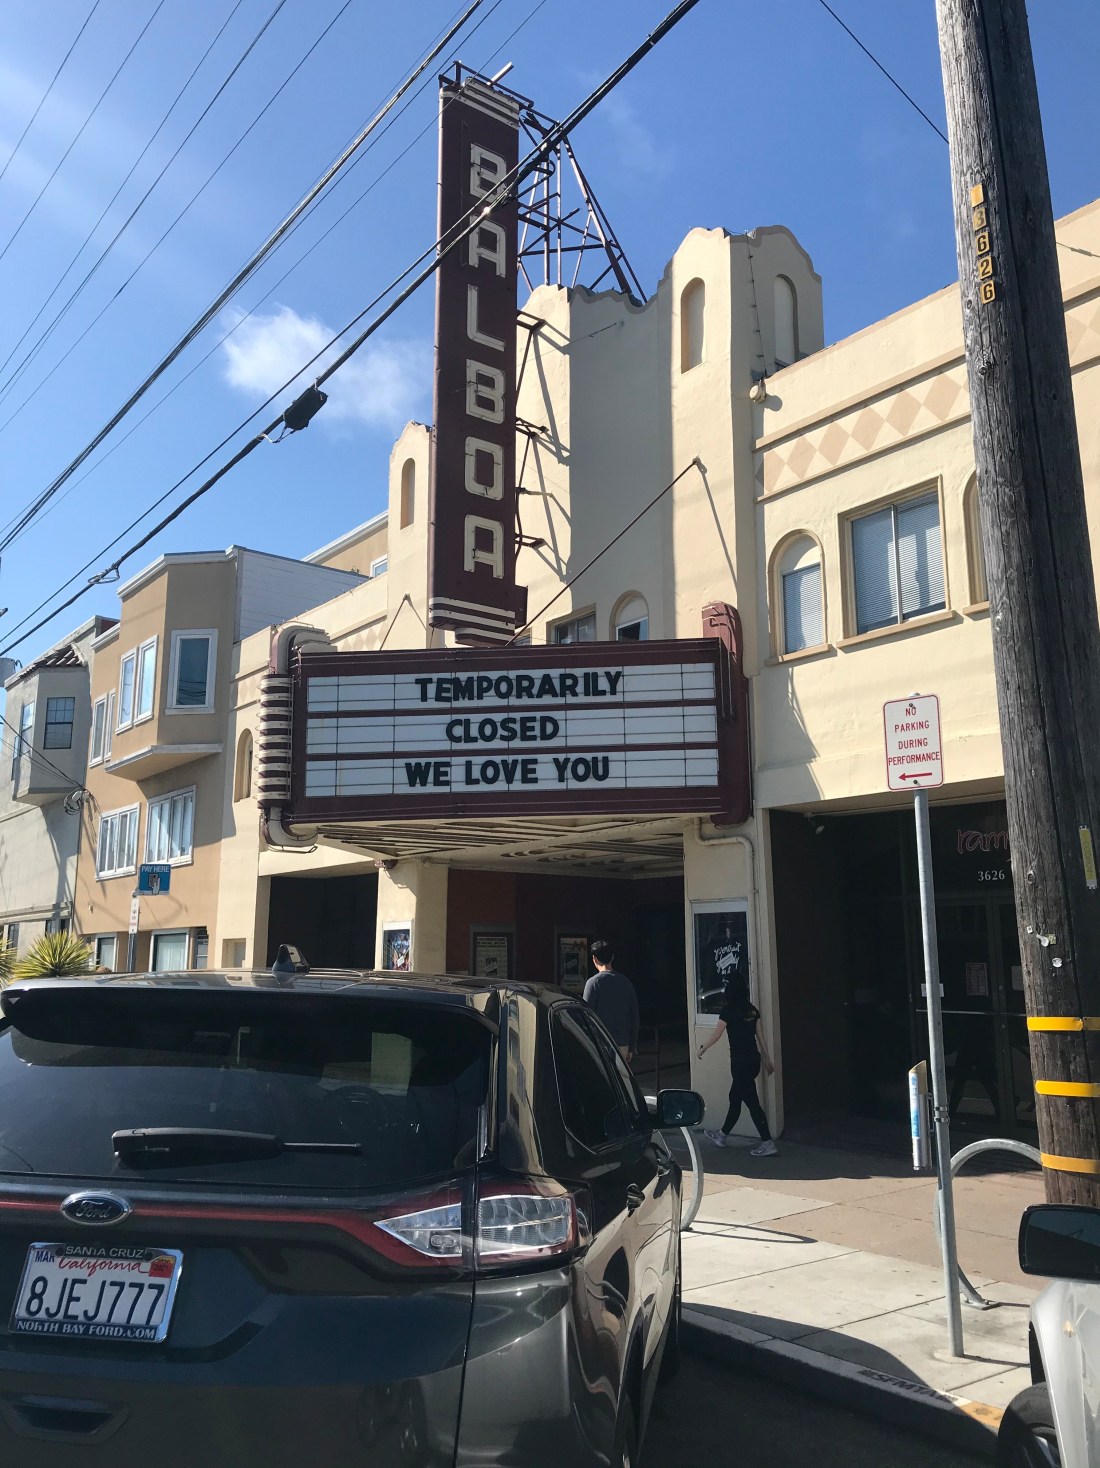 BALBOA
TEMPORARILY
CLOSED
WE LOVE YOU
3626
NO
PARKING
DURING
PERFORMANCE
3626
PAY HERE
Ford
SANTA CRUZ
MAR
California
8JEJ777
NORTH BAY FORD.COM